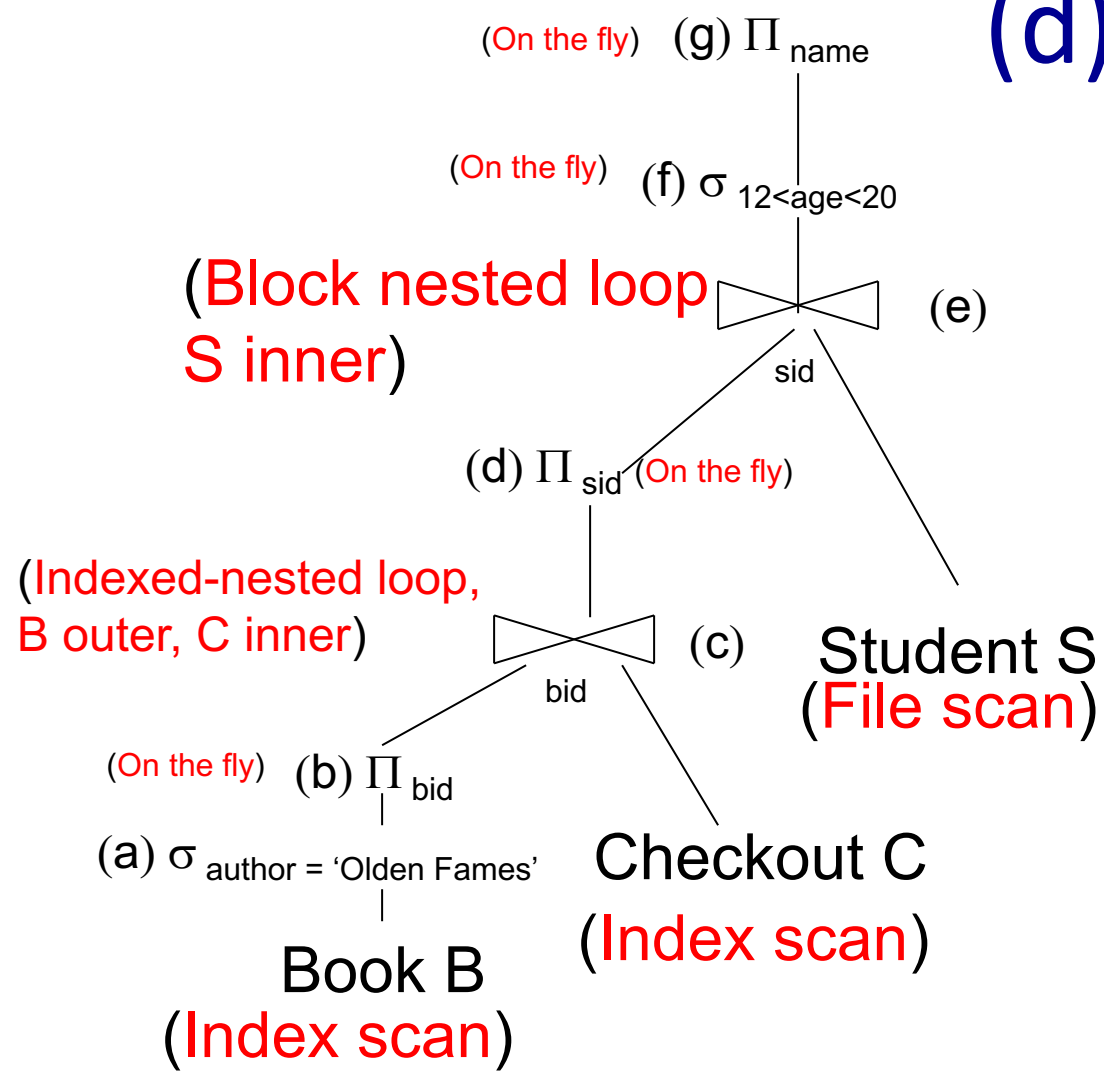 (d)
(On the fly) (g) Π name
(On the fly) (f) σ 12<age<20
(Block nested loop
S inner)
(e)
sid
(d) Π sid (On the fly)
(Indexed-nested loop,
B outer, C inner)
(c)
bid
Student S
(File scan)
(On the fly) (b) Π bid
(a) σ author = ‘Olden Fames’
Checkout C
(Index scan)
Book B
(Index scan)